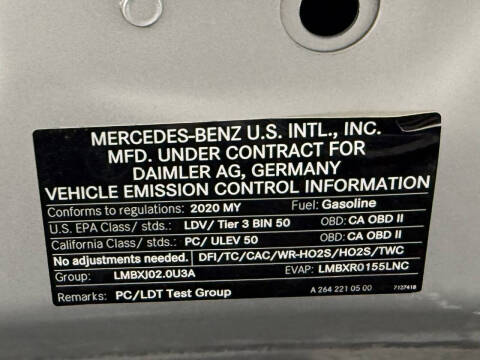 MERCEDES-BENZ U.S. INTL., INC.
MFD. UNDER CONTRACT FOR
DAIMLER AG, GERMANY
VEHICLE EMISSION CONTROL INFORMATION
Conforms to regulations: 2020 MY Fuel: Gasoline
U.S. EPA Class/ stds.: LDV/ Tier 3 BIN 50 OBD: CA OBD II
California Class/ stds.: PC/ ULEV 50 OBD: CA OBD II
No adjustments needed. DFI/TC/CAC/WR-HO2S/HO2S/TWC
Group: LMBXJ02.0U3A EVAP: LMBXR0155LNC
Remarks: PC/LDT Test Group A 264 221 05 00 7127418